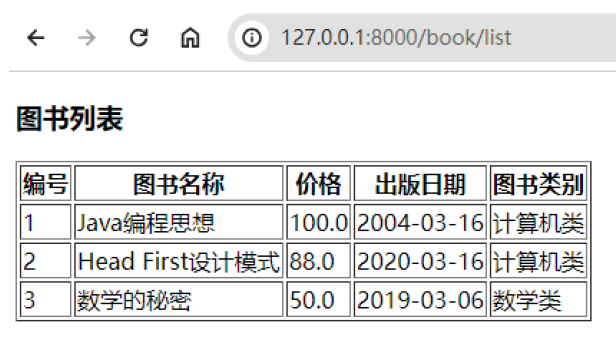 127.0.0.1:8000/book/list
图书列表
编号 图书名称 价格 出版日期 图书类别
1 Java编程思想 100.0 2004-03-16 计算机类
2 Head First设计模式 88.0 2020-03-16 计算机类
3 数学的秘密 50.0 2019-03-06 数学类